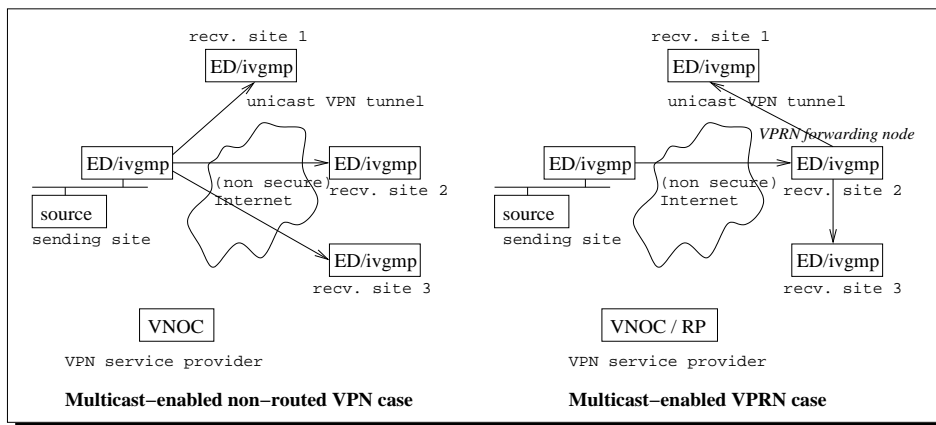 recv. site 1
ED/ivgmp
unicast VPN tunnel
ED/ivgmp
ED/ivgmp
(non secure)
Internet
recv. site 2
source
sending site
ED/ivgmp
recv. site 3
VNOC
VPN service provider
Multicast−enabled non−routed VPN case
recv. site 1
ED/ivgmp
unicast VPN tunnel
VPRN forwarding node
ED/ivgmp
ED/ivgmp
(non secure)
Internet
recv. site 2
source
sending site
ED/ivgmp
recv. site 3
VNOC / RP
VPN service provider
Multicast−enabled VPRN case